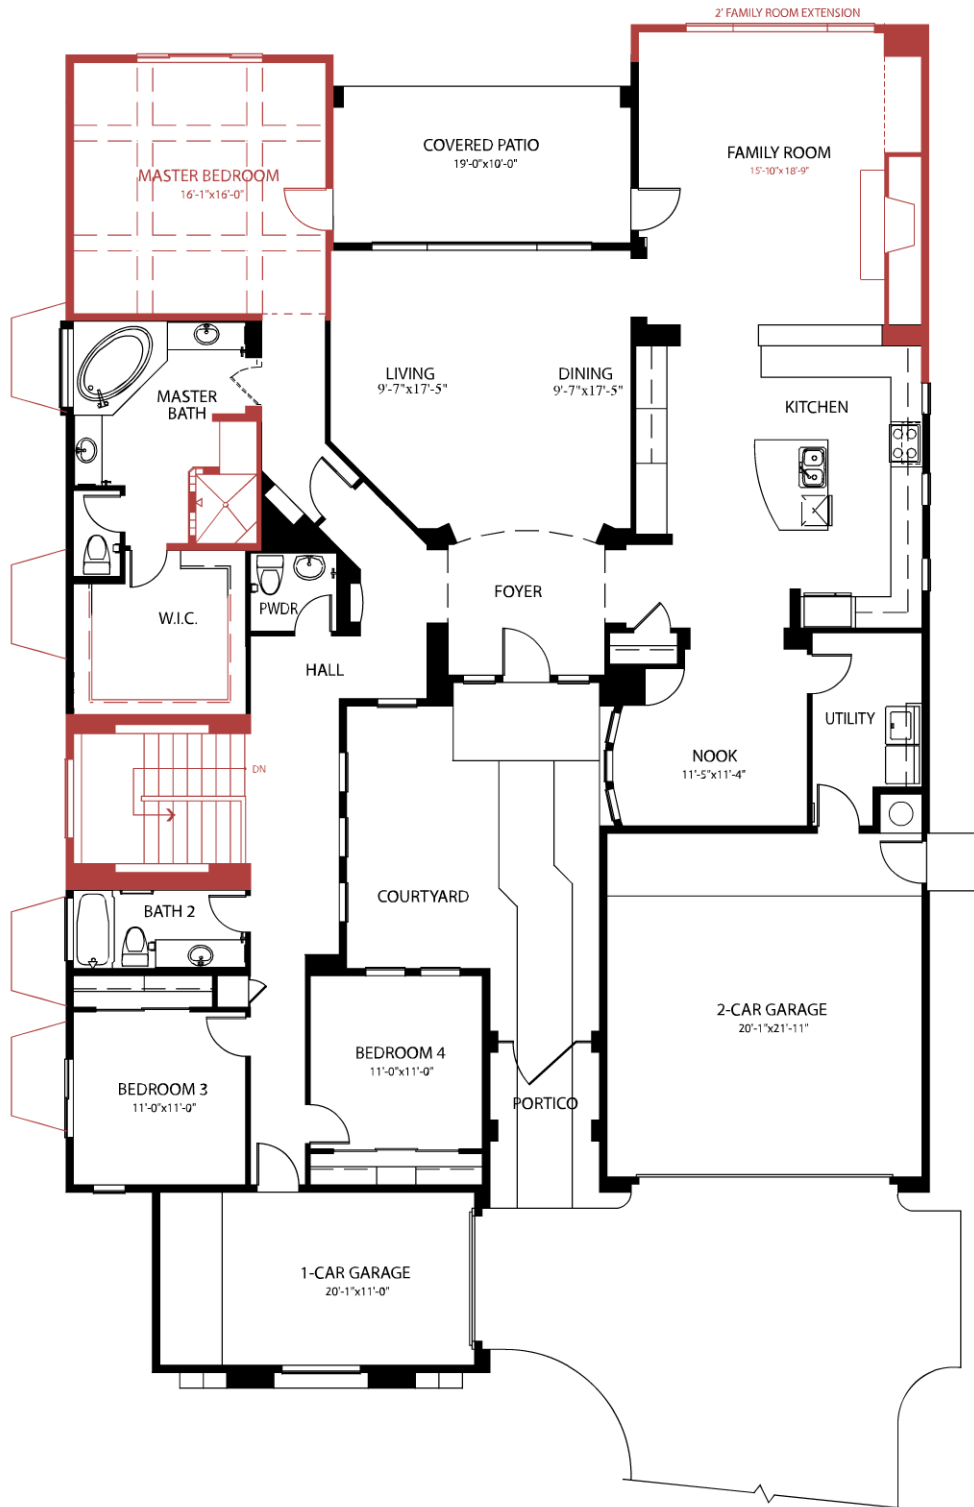 2' FAMILY ROOM EXTENSION
COVERED PATIO
19'-0"x10'-0"
FAMILY ROOM
15'-10"x18'-9"
MASTER BEDROOM
16'-1"x16'-0"
LIVING
9'-7"x17'-5"
DINING
9'-7"x17'-5"
MASTER
BATH
KITCHEN
FOYER
PWDR
W.I.C.
HALL
UTILITY
NOOK
11'-5"x11'-4"
DN
COURTYARD
BATH 2
2-CAR GARAGE
20'-1"x21'-11"
BEDROOM 4
11'-0"x11'-0"
BEDROOM 3
11'-0"x11'-0"
PORTICO
1-CAR GARAGE
20'-1"x11'-0"